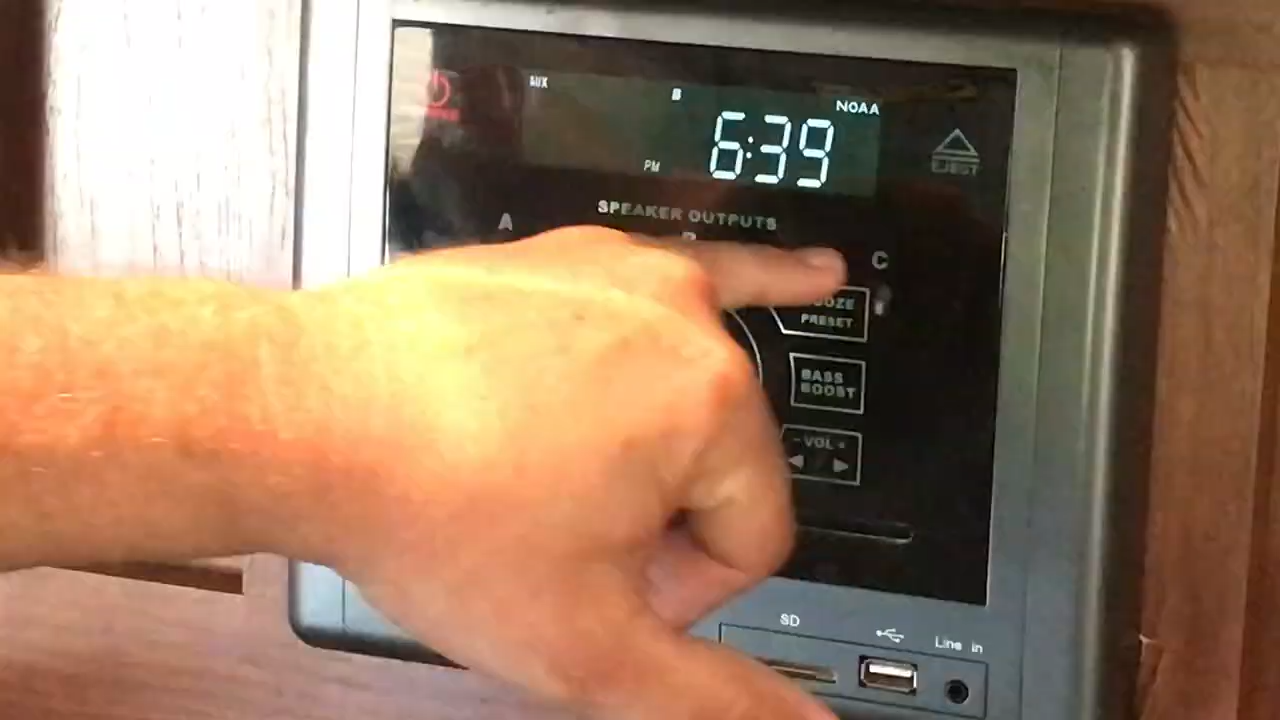 AUX
B
NOAA
6:39
PM
EJECT
SPEAKER OUTPUTS
A
B
C
PRESET
BASS
BOOST
- VOL +
SD
Line in